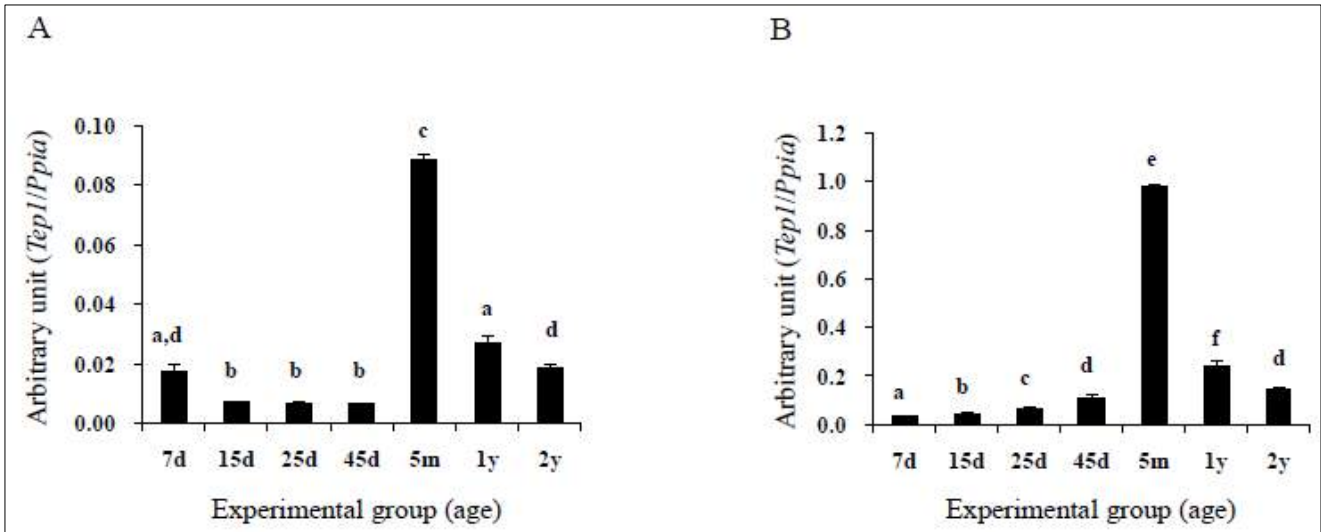 A
Arbitrary unit (Tep1/Ppia)
0.10
0.08
0.06
0.04
0.02
0.00
a,d
b
b
b
c
a
d
7d 15d 25d 45d 5m 1y 2y
Experimental group (age)
B
Arbitrary unit (Tep1/Ppia)
1.2
1.0
0.8
0.6
0.4
0.2
0.0
a
b
c
d
e
f
d
7d 15d 25d 45d 5m 1y 2y
Experimental group (age)